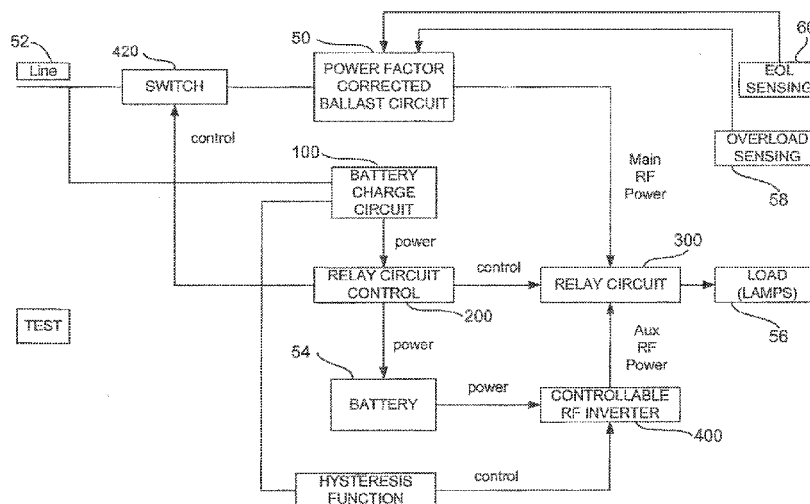 52
Line
420
SWITCH
50
POWER FACTOR
CORRECTED
BALLAST CIRCUIT
EOL
SENSING
OVERLOAD
SENSING
58
control
100
BATTERY
CHARGE
CIRCUIT
Main
RF
Power
power
RELAY CIRCUIT
CONTROL
200
control
300
RELAY CIRCUIT
LOAD
(LAMPS)
56
TEST
power
Aux
RF
Power
54
BATTERY
power
CONTROLLABLE
RF INVERTER
400
HYSTERESIS
FUNCTION
control